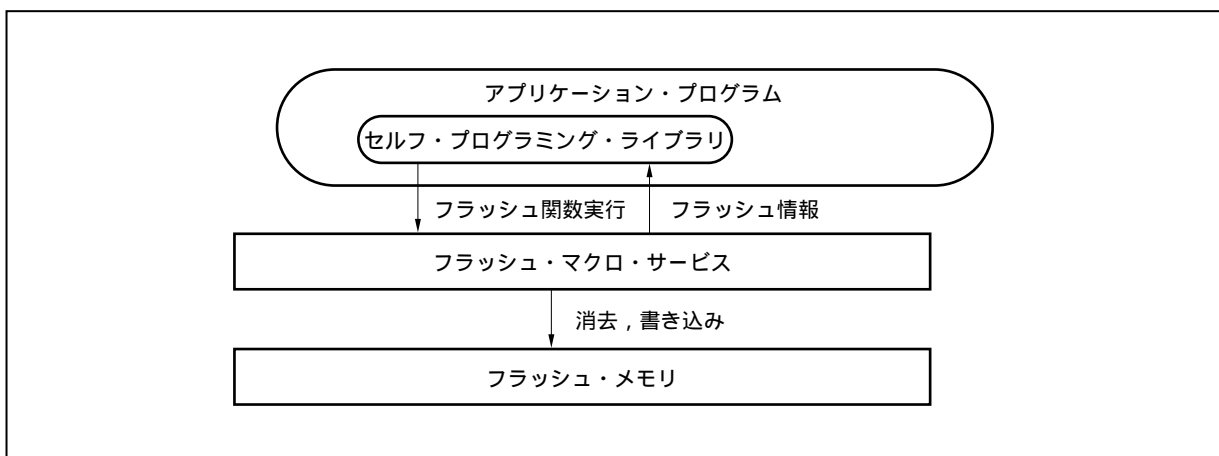 アプリケーション・プログラム
セルフ・プログラミング・ライブラリ
フラッシュ関数実行
フラッシュ情報
フラッシュ・マクロ・サービス
消去，書き込み
フラッシュ・メモリ